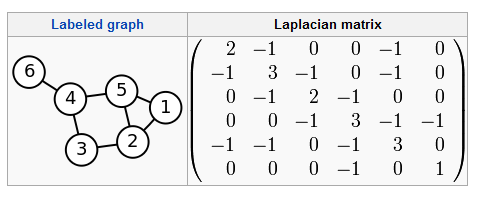 Labeled graph
Laplacian matrix
6
4
5
1
3
2
2 −1 0 0 −1 0
−1 3 −1 0 −1 0
0 −1 2 −1 0 0
0 0 −1 3 −1 −1
−1 −1 0 −1 3 0
0 0 0 −1 0 1